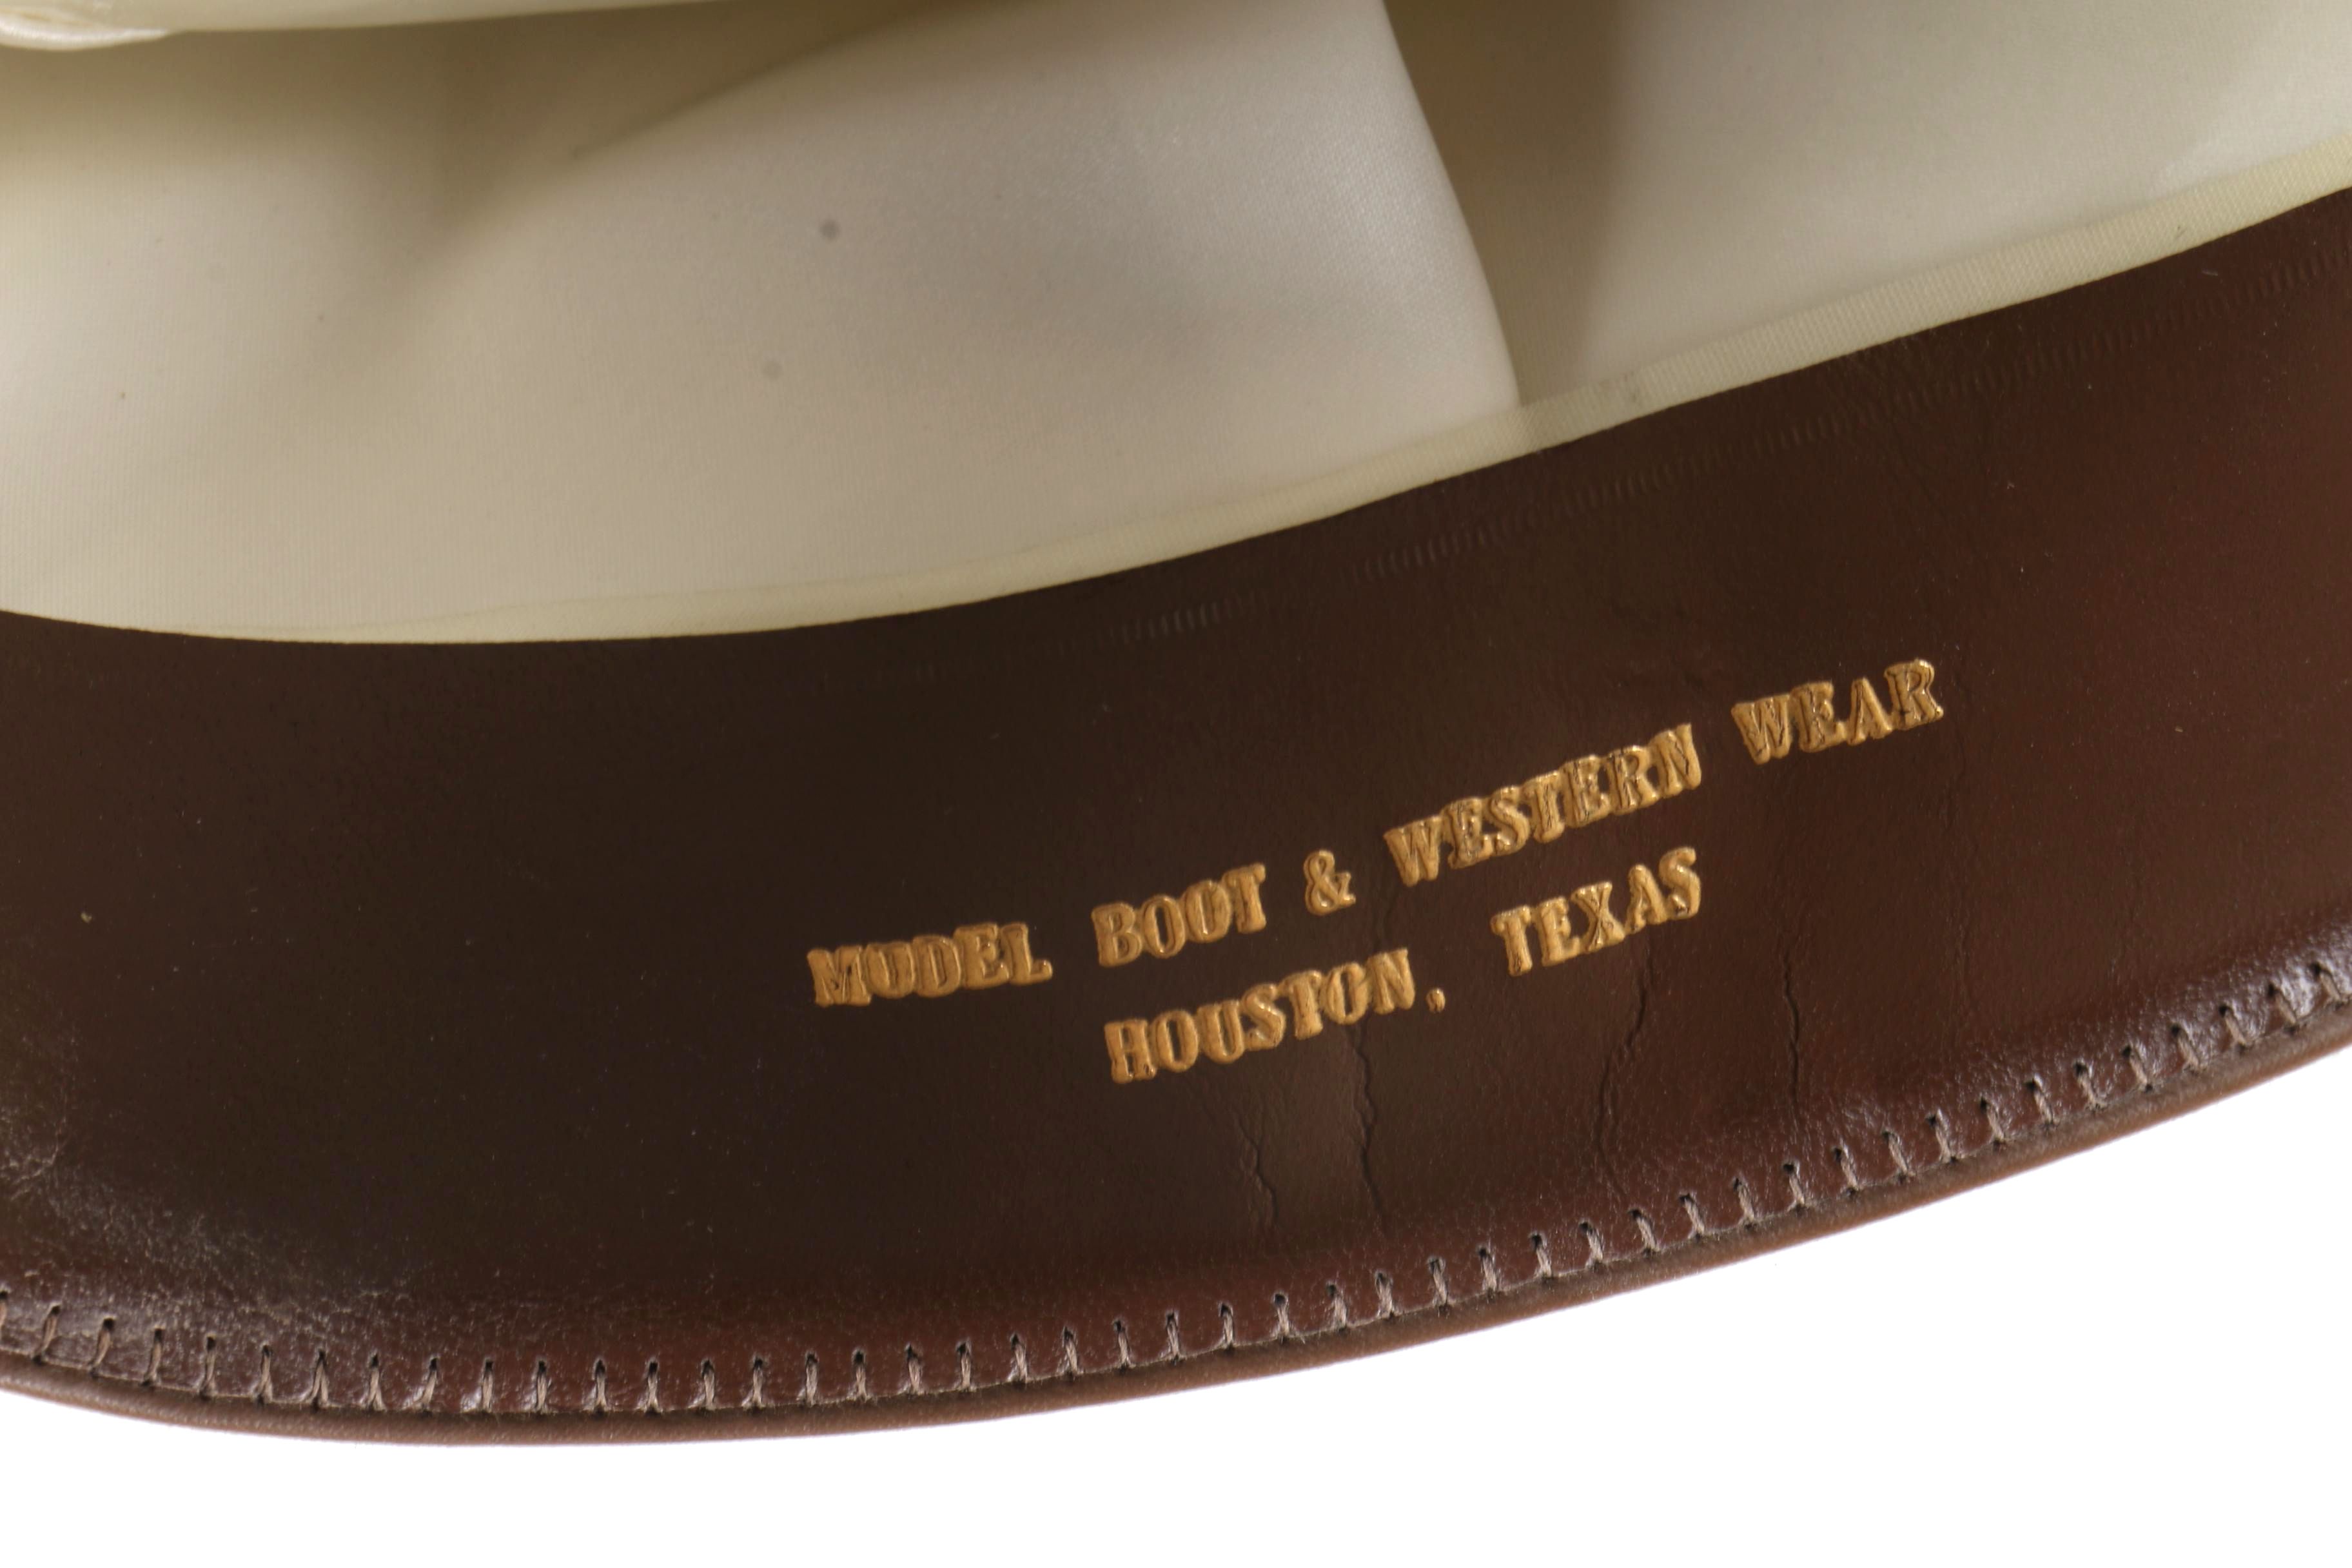 MODEL BOOT & WESTERN WEAR
HOUSTON, TEXAS